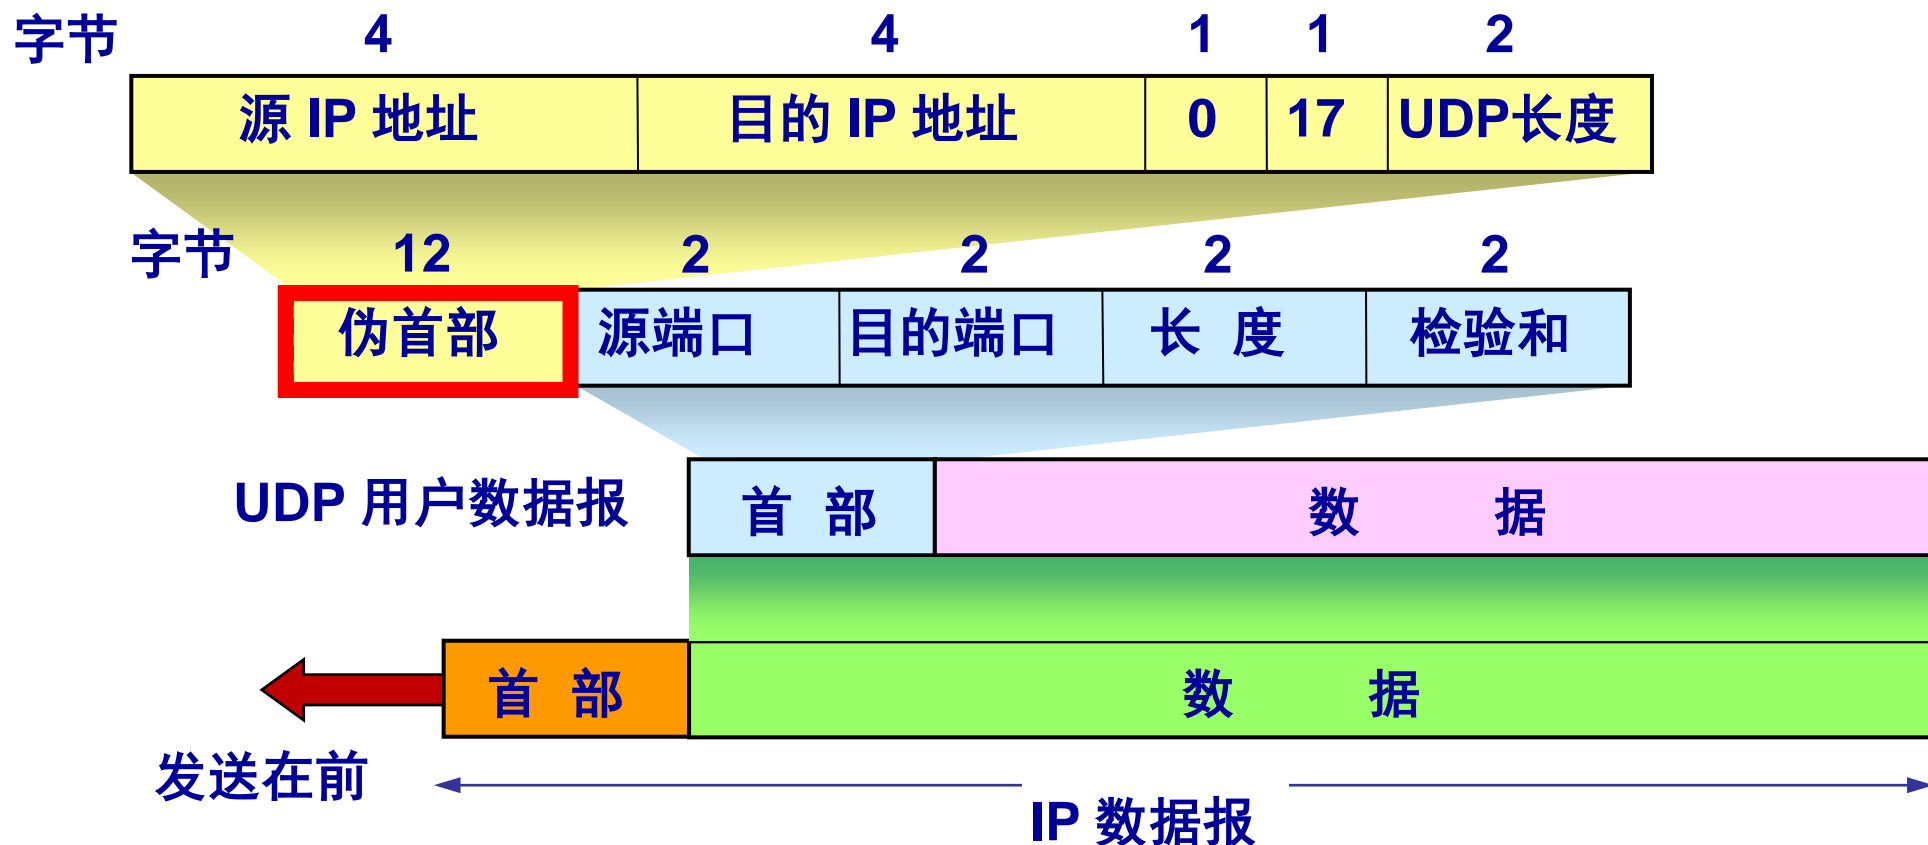 字节 4 4 1 1 2
源 IP 地址 目的 IP 地址 0 17 UDP长度
字节 12 2 2 2 2
伪首部 源端口 目的端口 长 度 检验和
UDP 用户数据报 首 部 数 据
首 部 数 据
发送在前
IP 数据报